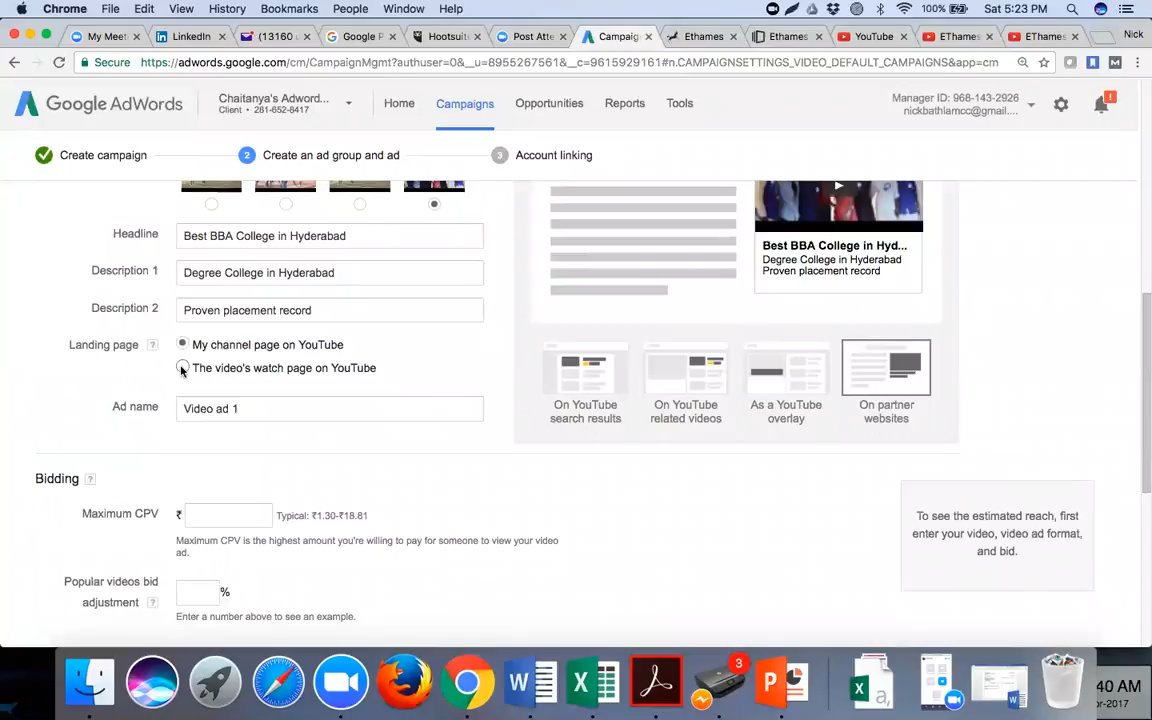 Chrome File Edit View History Bookmarks People Window Help 100% Sat 5:23 PM
My Meet LinkedIn (13160 u Google P Hootsuite Post Atte Campaig Ethames Ethames YouTube EThames EThames Nick
Secure https://adwords.google.com/cm/CampaignMgmt?authuser=0&__u=8955267561&__c=9615929161#n.CAMPAIGNSETTINGS_VIDEO_DEFAULT_CAMPAIGNS&app=cm
Google AdWords
Chaitanya's Adword...
Client · 281-652-8417
Home Campaigns Opportunities Reports Tools
Manager ID: 968-143-2926
nickbathlamcc@gmail....
!
Create campaign 2 Create an ad group and ad 3 Account linking
Headline Best BBA College in Hyderabad
Description 1 Degree College in Hyderabad
Description 2 Proven placement record
Landing page ? My channel page on YouTube
The video's watch page on YouTube
Ad name Video ad 1
Best BBA College in Hyd...
Degree College in Hyderabad
Proven placement record
On YouTube search results
On YouTube related videos
As a YouTube overlay
On partner websites
Bidding ?
Maximum CPV ₹ Typical: ₹1.30-₹18.81
Maximum CPV is the highest amount you're willing to pay for someone to view your video
ad.
Popular videos bid
adjustment ? %
Enter a number above to see an example.
To see the estimated reach, first
enter your video, video ad format,
and bid.
3
W X P X a W
40 AM
r-2017